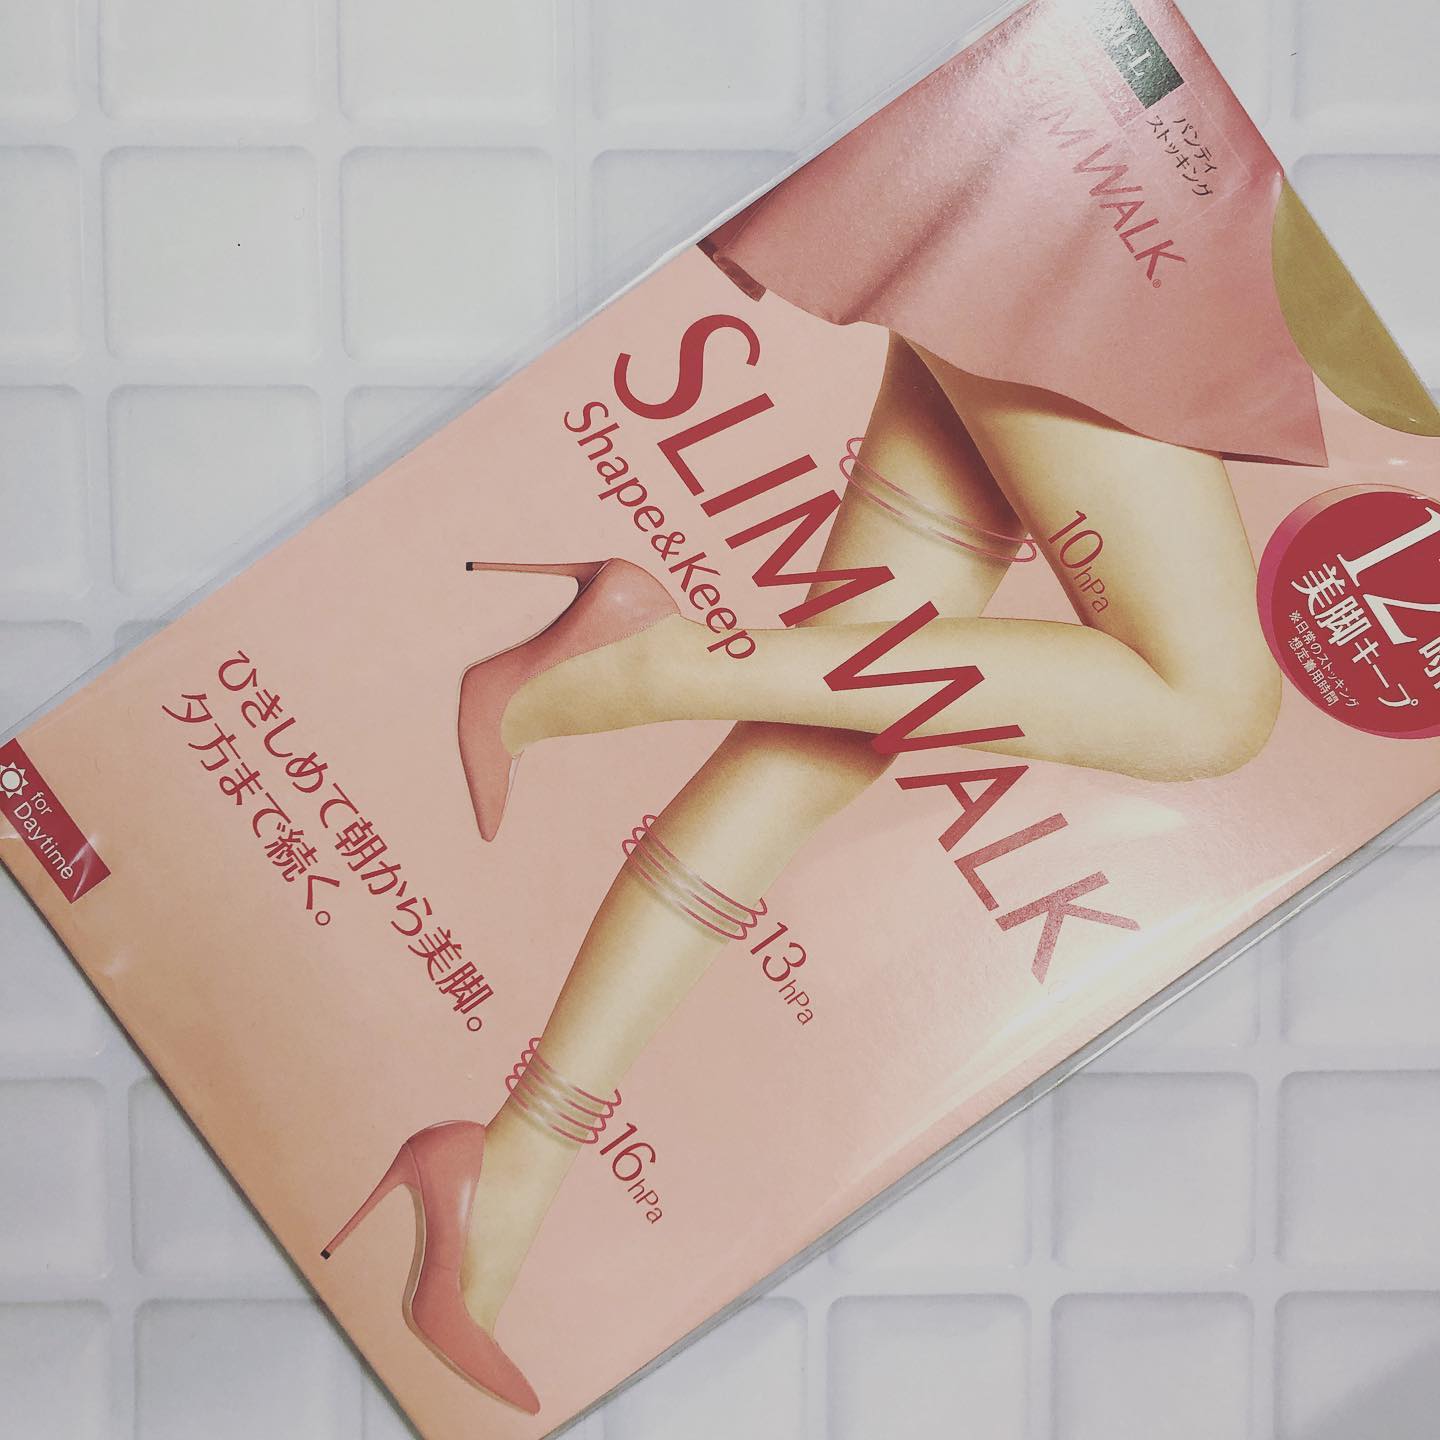 M-L
パンティ
ストッキング
SLIM WALK®
SLIM WALK
Shape&Keep
10hPa
13hPa
16hPa
12時
美脚キープ
※日常のストッキング
想定着用時間
ひきしめて朝から美脚。
夕方まで続く。
for
Daytime